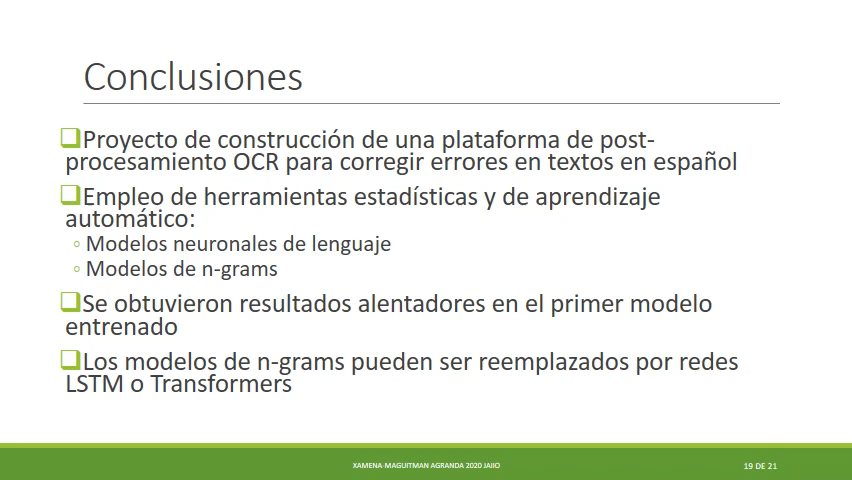 Conclusiones
❑Proyecto de construcción de una plataforma de post-
procesamiento OCR para corregir errores en textos en español
❑Empleo de herramientas estadísticas y de aprendizaje
automático:
◦ Modelos neuronales de lenguaje
◦ Modelos de n-grams
❑Se obtuvieron resultados alentadores en el primer modelo
entrenado
❑Los modelos de n-grams pueden ser reemplazados por redes
LSTM o Transformers
XAMENA-MAGUITMAN AGRANDA 2020 JAIIO
19 DE 21